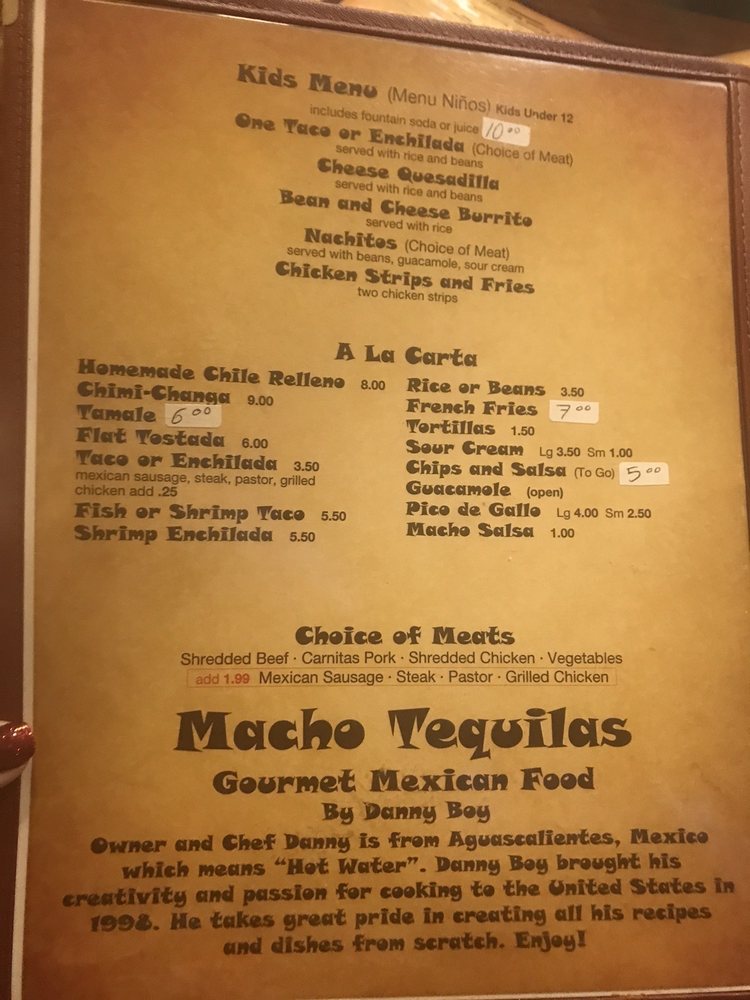 Kids Menu (Menu Niños) Kids Under 12
includes fountain soda or juice 10.00
One Taco or Enchilada (Choice of Meat)
served with rice and beans
Cheese Quesadilla
served with rice and beans
Bean and Cheese Burrito
served with rice
Nachitos (Choice of Meat)
served with beans, guacamole, sour cream
Chicken Strips and Fries
two chicken strips
A La Carta
Homemade Chile Relleno 8.00
Chimi-Changa 9.00
Tamale 6.00
Flat Tostada 6.00
Taco or Enchilada 3.50
mexican sausage, steak, pastor, grilled
chicken add .25
Fish or Shrimp Taco 5.50
Shrimp Enchilada 5.50
Rice or Beans 3.50
French Fries 7.00
Tortillas 1.50
Sour Cream Lg 3.50 Sm 1.00
Chips and Salsa (To Go) 5.00
Guacamole (open)
Pico de Gallo Lg 4.00 Sm 2.50
Macho Salsa 1.00
Choice of Meats
Shredded Beef · Carnitas Pork · Shredded Chicken · Vegetables
add 1.99 Mexican Sausage · Steak · Pastor · Grilled Chicken
Macho Tequilas
Gourmet Mexican Food
By Danny Boy
Owner and Chef Danny is from Aguascalientes, Mexico
which means "Hot Water". Danny Boy brought his
creativity and passion for cooking to the United States in
1998. He takes great pride in creating all his recipes
and dishes from scratch. Enjoy!